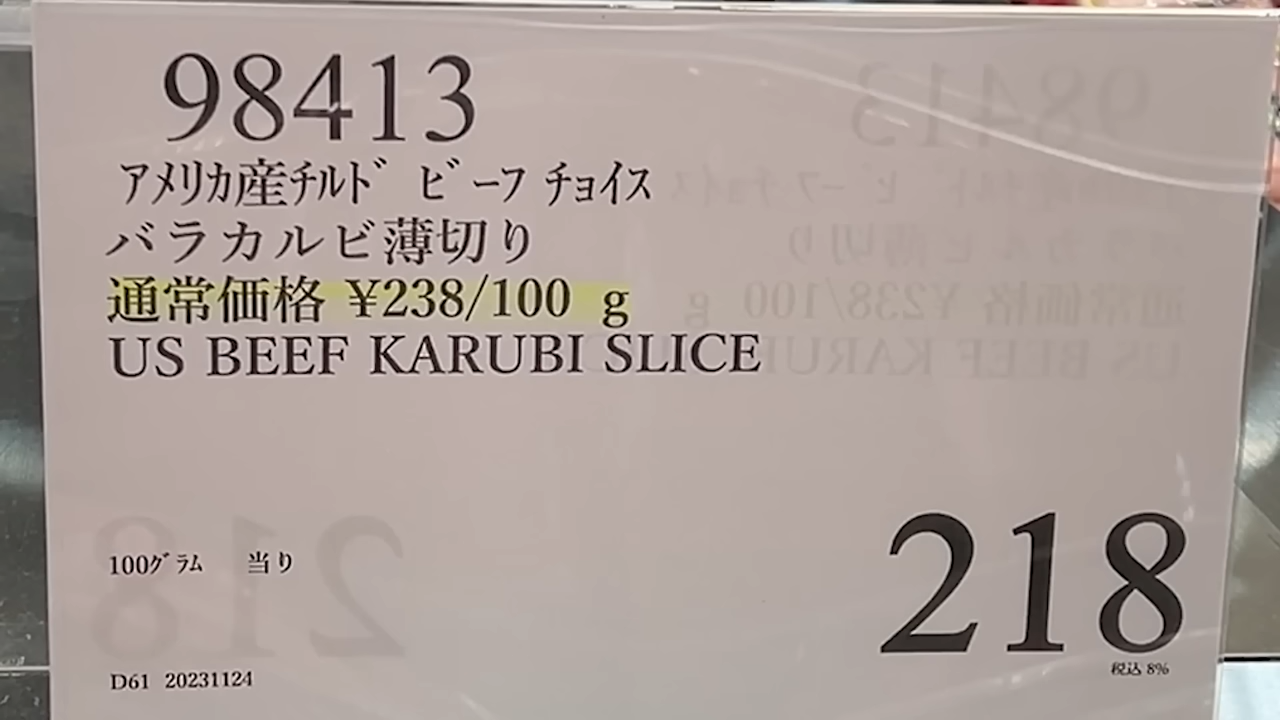 98413
アメリカ産ﾁﾙﾄﾞ ﾋﾞｰﾌ チョイス
バラカルビ薄切り
通常価格 ¥238/100 g
US BEEF KARUBI SLICE
100ｸﾞﾗﾑ 当り
218
税込 8%
D61 20231124